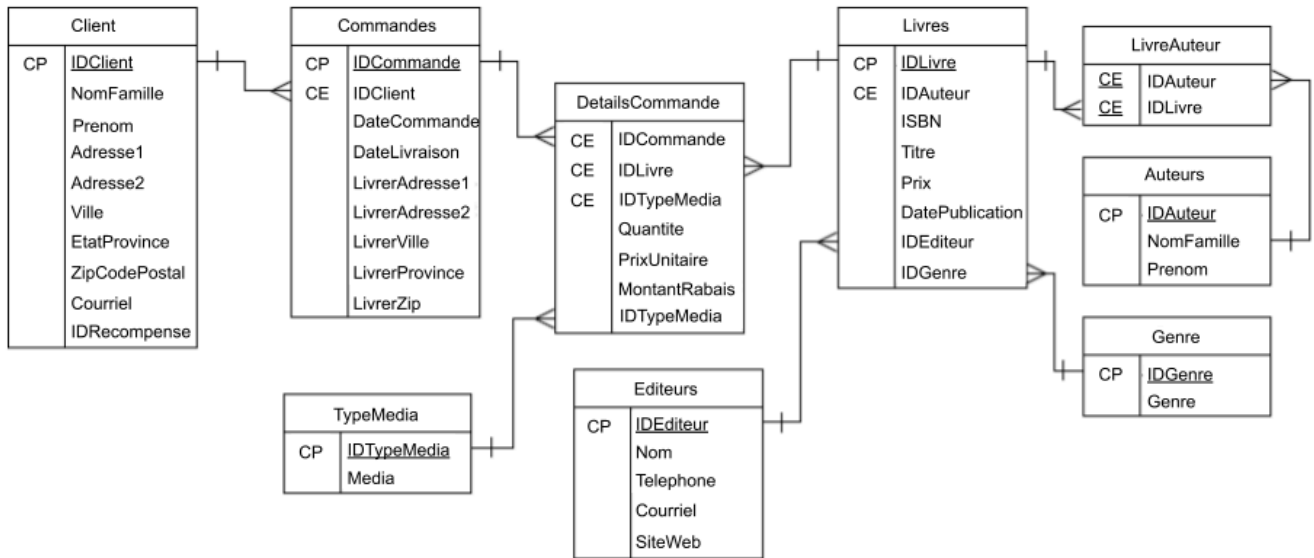 Client
CP IDClient
NomFamille
Prenom
Adresse1
Adresse2
Ville
EtatProvince
ZipCodePostal
Courriel
IDRecompense
Commandes
CP IDCommande
CE IDClient
DateCommande
DateLivraison
LivrerAdresse1
LivrerAdresse2
LivrerVille
LivrerProvince
LivrerZip
DetailsCommande
CE IDCommande
CE IDLivre
CE IDTypeMedia
Quantite
PrixUnitaire
MontantRabais
IDTypeMedia
Livres
CP IDLivre
CE IDAuteur
ISBN
Titre
Prix
DatePublication
IDEditeur
IDGenre
LivreAuteur
CE IDAuteur
CE IDLivre
Auteurs
CP IDAuteur
NomFamille
Prenom
Genre
CP IDGenre
Genre
TypeMedia
CP IDTypeMedia
Media
Editeurs
CP IDEditeur
Nom
Telephone
Courriel
SiteWeb